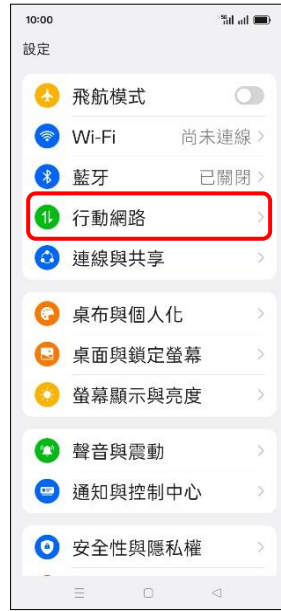 10:00
5G
設定
飛航模式
Wi-Fi 尚未連線
藍牙 已關閉
行動網路
連線與共享
桌布與個人化
桌面與鎖定螢幕
螢幕顯示與亮度
聲音與震動
通知與控制中心
安全性與隱私權